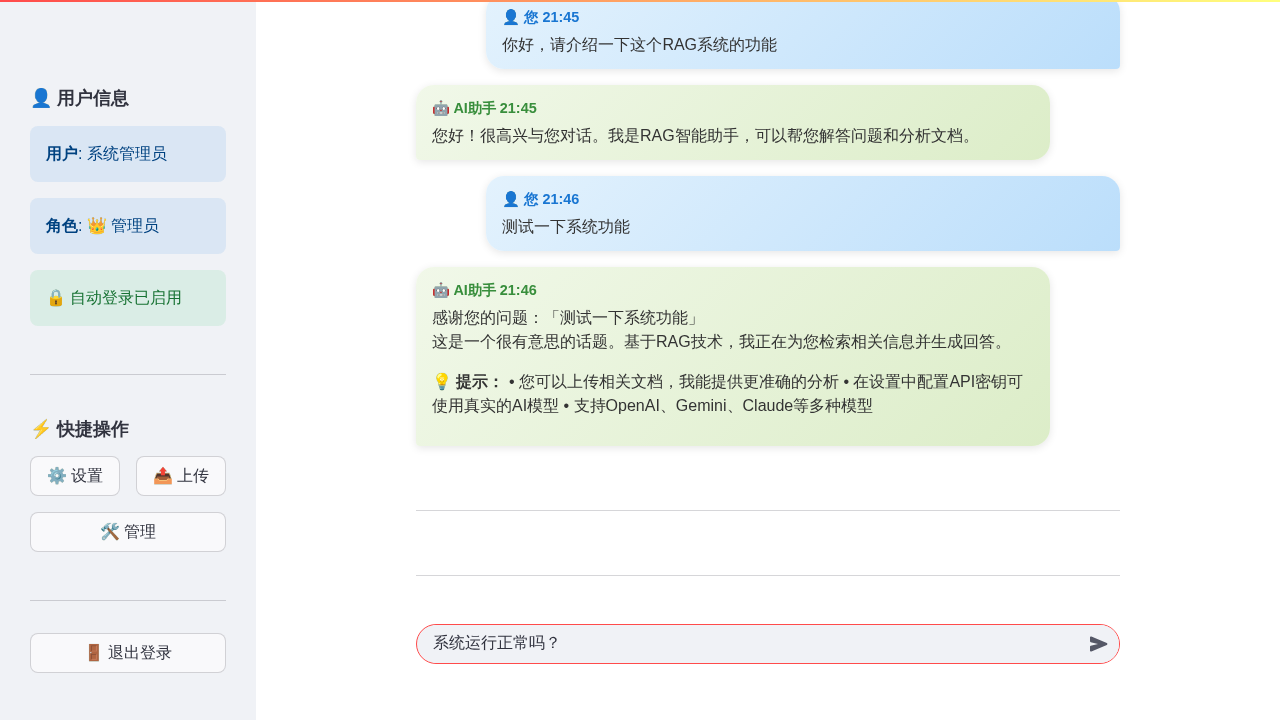 👤 用户信息
用户: 系统管理员
角色: 👑 管理员
🔒 自动登录已启用
⚡ 快捷操作
⚙️ 设置
📤 上传
🛠️ 管理
🚪 退出登录
👤 您 21:45
你好，请介绍一下这个RAG系统的功能
🤖 AI助手 21:45
您好！很高兴与您对话。我是RAG智能助手，可以帮您解答问题和分析文档。
👤 您 21:46
测试一下系统功能
🤖 AI助手 21:46
感谢您的问题：「测试一下系统功能」
这是一个很有意思的话题。基于RAG技术，我正在为您检索相关信息并生成回答。
💡 提示： • 您可以上传相关文档，我能提供更准确的分析 • 在设置中配置API密钥可
使用真实的AI模型 • 支持OpenAI、Gemini、Claude等多种模型
系统运行正常吗？